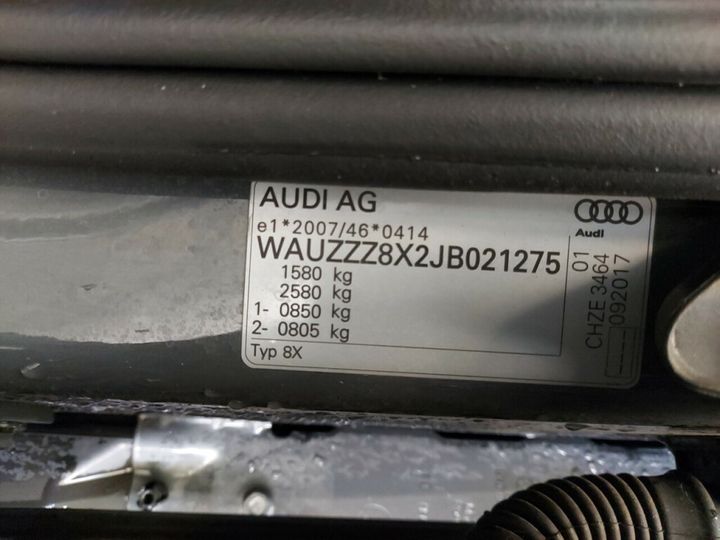 AUDI AG
e1*2007/46*0414
WAUZZZ8X2JB021275
1580 kg
2580 kg
1- 0850 kg
2- 0805 kg
Typ 8X
Audi
01
CHZE 3464
----092017